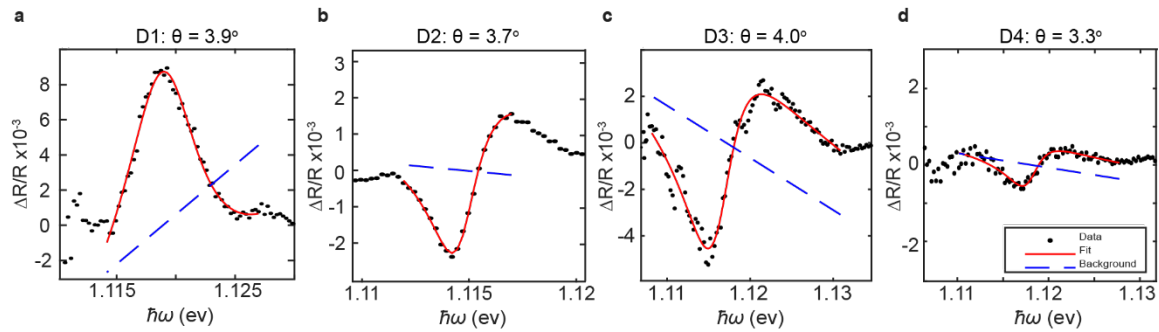 a
D1: θ = 3.9°
ΔR/R x10⁻³
8
6
4
2
0
-2
1.115
1.125
ħω (ev)
b
D2: θ = 3.7°
ΔR/R x10⁻³
3
2
1
0
-1
-2
1.11
1.115
1.12
ħω (ev)
c
D3: θ = 4.0°
ΔR/R x10⁻³
2
0
-2
-4
1.11
1.12
1.13
ħω (ev)
d
D4: θ = 3.3°
ΔR/R x10⁻³
2
0
-2
1.11
1.12
1.13
ħω (ev)
Data
Fit
Background